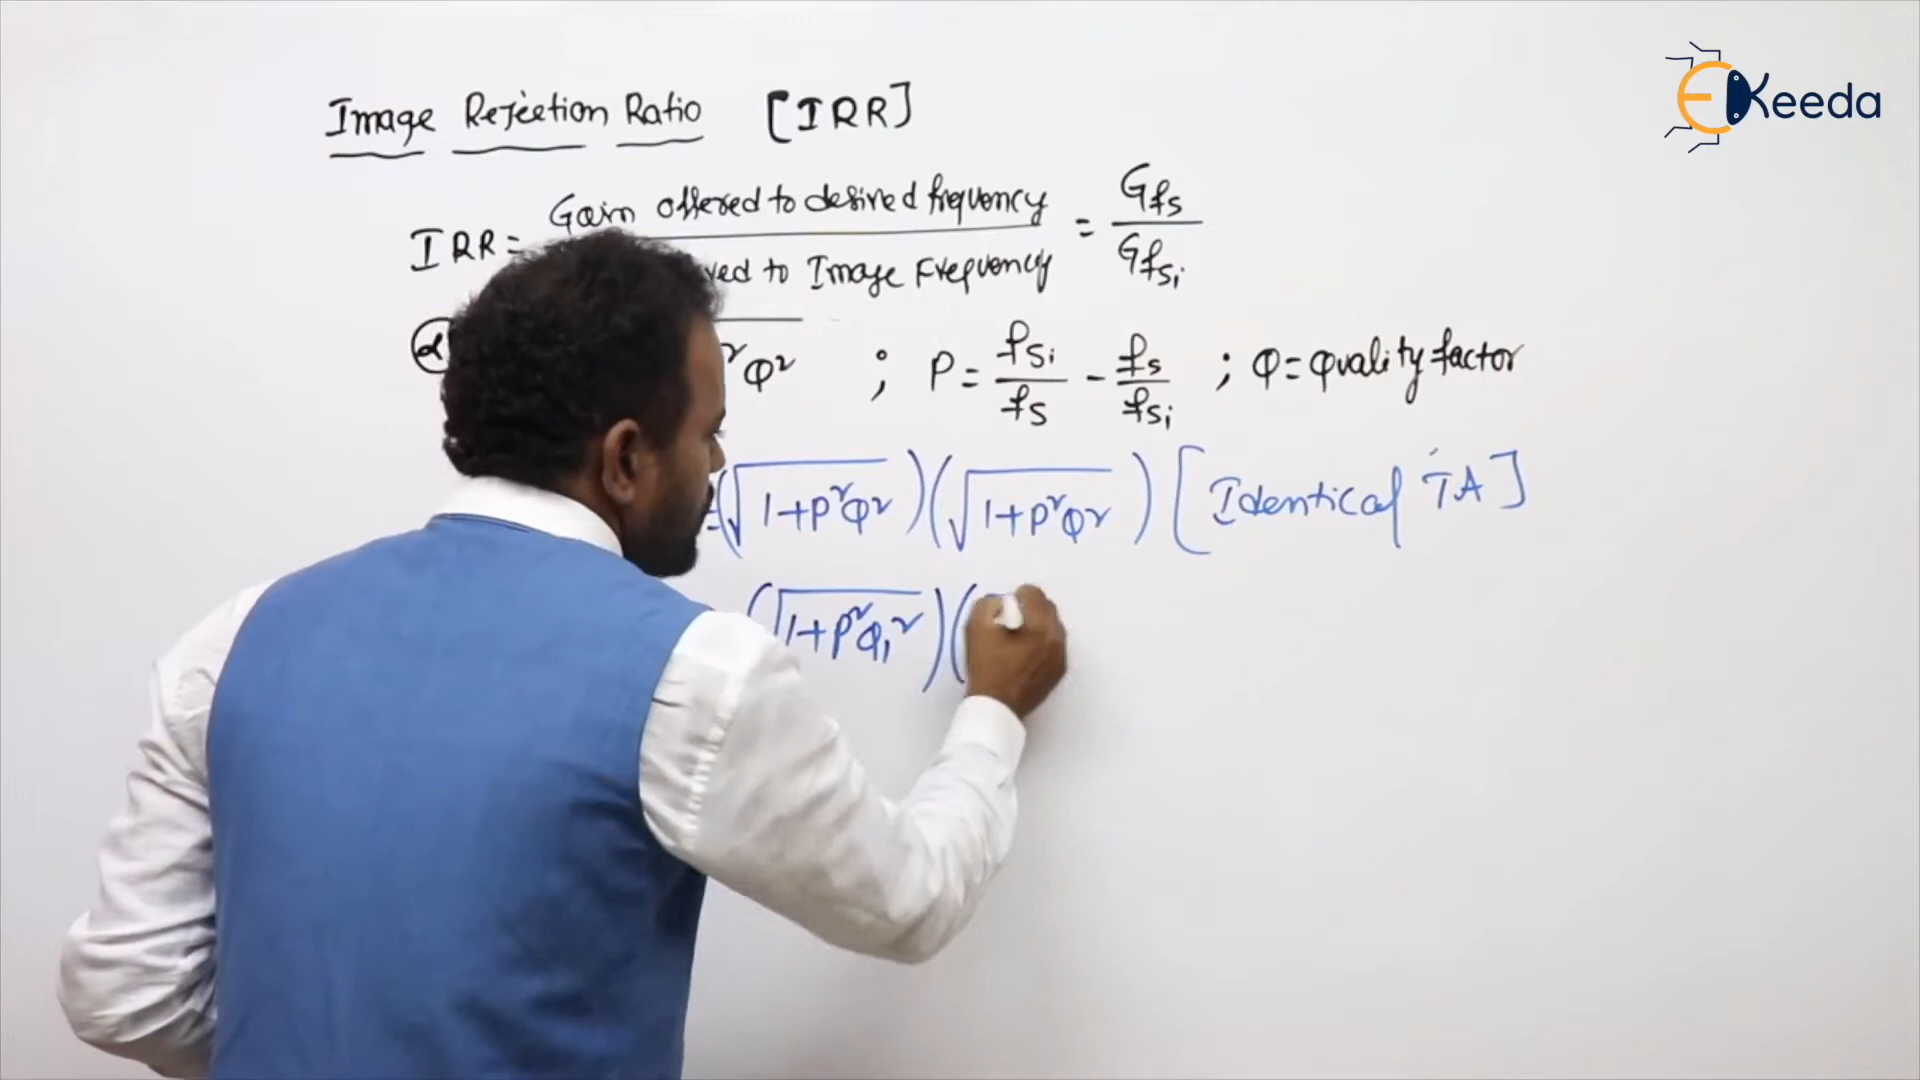 EKeeda
Image Rejection Ratio [IRR]
IRR = Gain offered to desired frequency = Gfs
ved to Image Frequency Gfsi
α φ² ; P = fsi/fs - fs/fsi ; φ = quality factor
= (√1+P²φ²) (√1+P²φ²) [Identical TA]
(√1+P²φ₁²) (